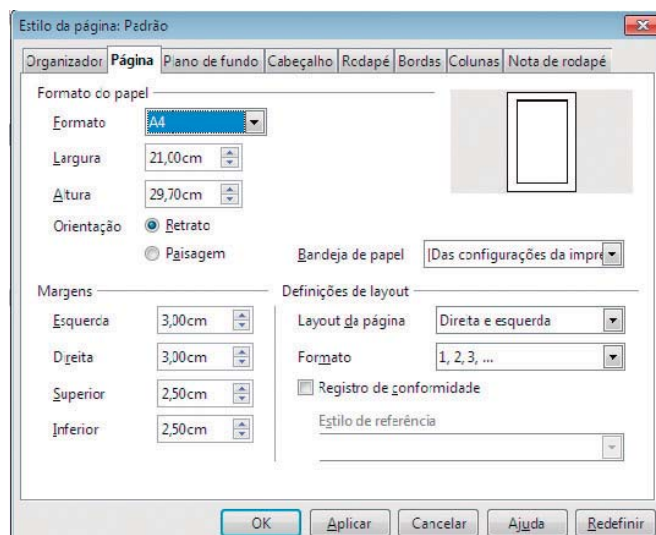 Estilo da página: Padrão
Organizador Página Plano de fundo Cabeçalho Rodapé Bordas Colunas Nota de rodapé
Formato do papel
Formato A4
Largura 21,00cm
Altura 29,70cm
Orientação Retrato
Paisagem Bandeja de papel [Das configurações da impre
Margens Definições de layout
Esquerda 3,00cm Layout da página Direita e esquerda
Direita 3,00cm Formato 1, 2, 3, ...
Superior 2,50cm Registro de conformidade
Inferior 2,50cm Estilo de referência
OK Aplicar Cancelar Ajuda Redefinir